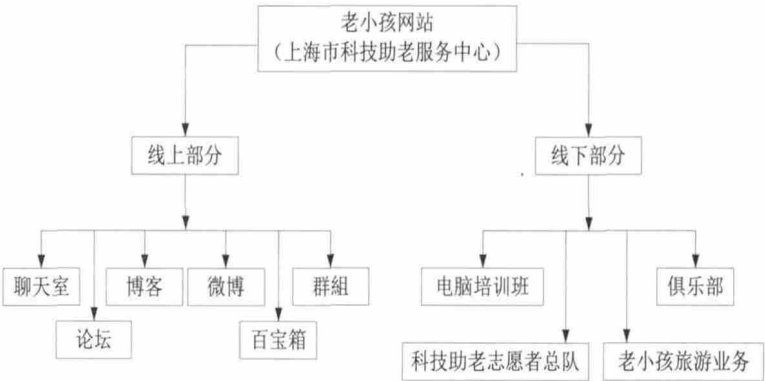 老小孩网站
（上海市科技助老服务中心）
线上部分
线下部分
聊天室
博客
微博
群組
电脑培训班
俱乐部
论坛
百宝箱
科技助老志愿者总队
老小孩旅游业务